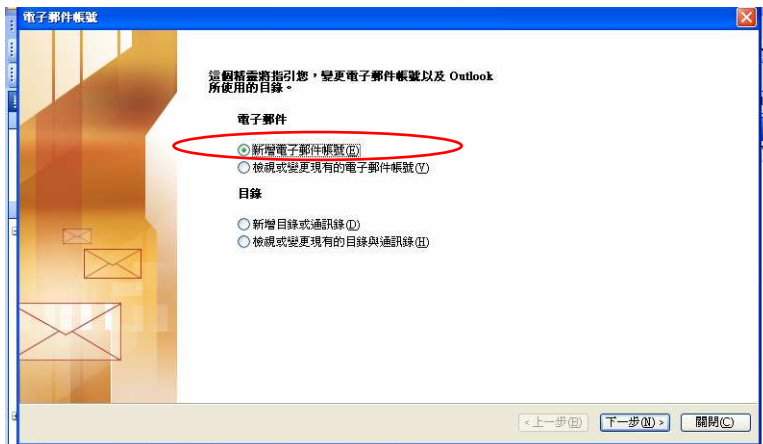 電子郵件帳號
這個精靈將指引您,變更電子郵件帳號以及 Outlook
所使用的目錄。
電子郵件
新增電子郵件帳號(E)
檢視或變更現有的電子郵件帳號(V)
目錄
新增目錄或通訊錄(D)
檢視或變更現有的目錄與通訊錄(H)
<上一步(B) 下一步(N)> 關閉(C)